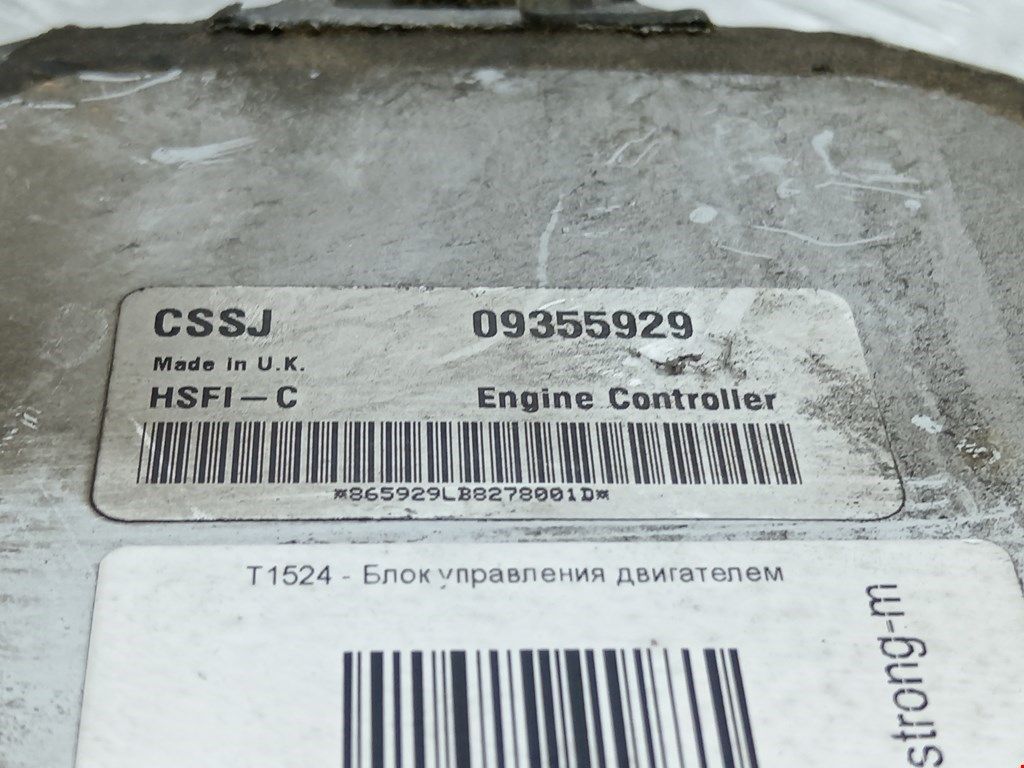 CSSJ 09355929
Made in U.K.
HSFI-C Engine Controller
*865929LB8278001D*
T1524 - Блок управления двигателем
strong-m